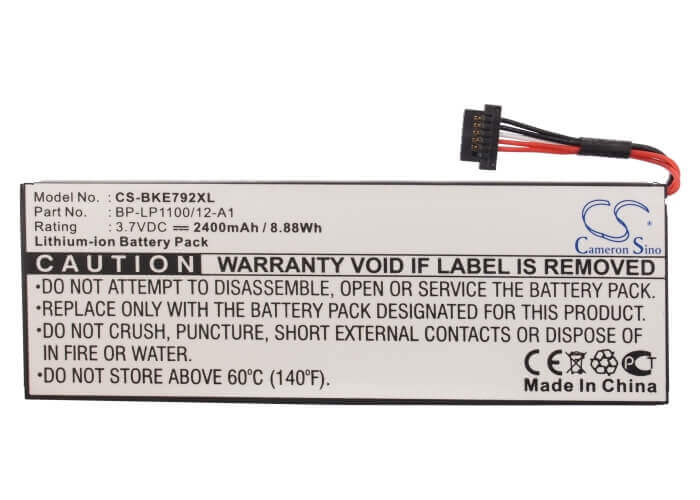 Model No. : CS-BKE792XL
Part No. : BP-LP1100/12-A1
Rating : 3.7VDC = 2400mAh / 8.88Wh
Lithium-ion Battery Pack
CS
Cameron Sino
CAUTION WARRANTY VOID IF LABEL IS REMOVED
•DO NOT ATTEMPT TO DISASSEMBLE, OPEN OR SERVICE THE BATTERY PACK.
•REPLACE ONLY WITH THE BATTERY PACK DESIGNATED FOR THIS PRODUCT.
•DO NOT CRUSH, PUNCTURE, SHORT EXTERNAL CONTACTS OR DISPOSE OF
IN FIRE OR WATER.
•DO NOT STORE ABOVE 60°C (140°F).
CE
Made In China